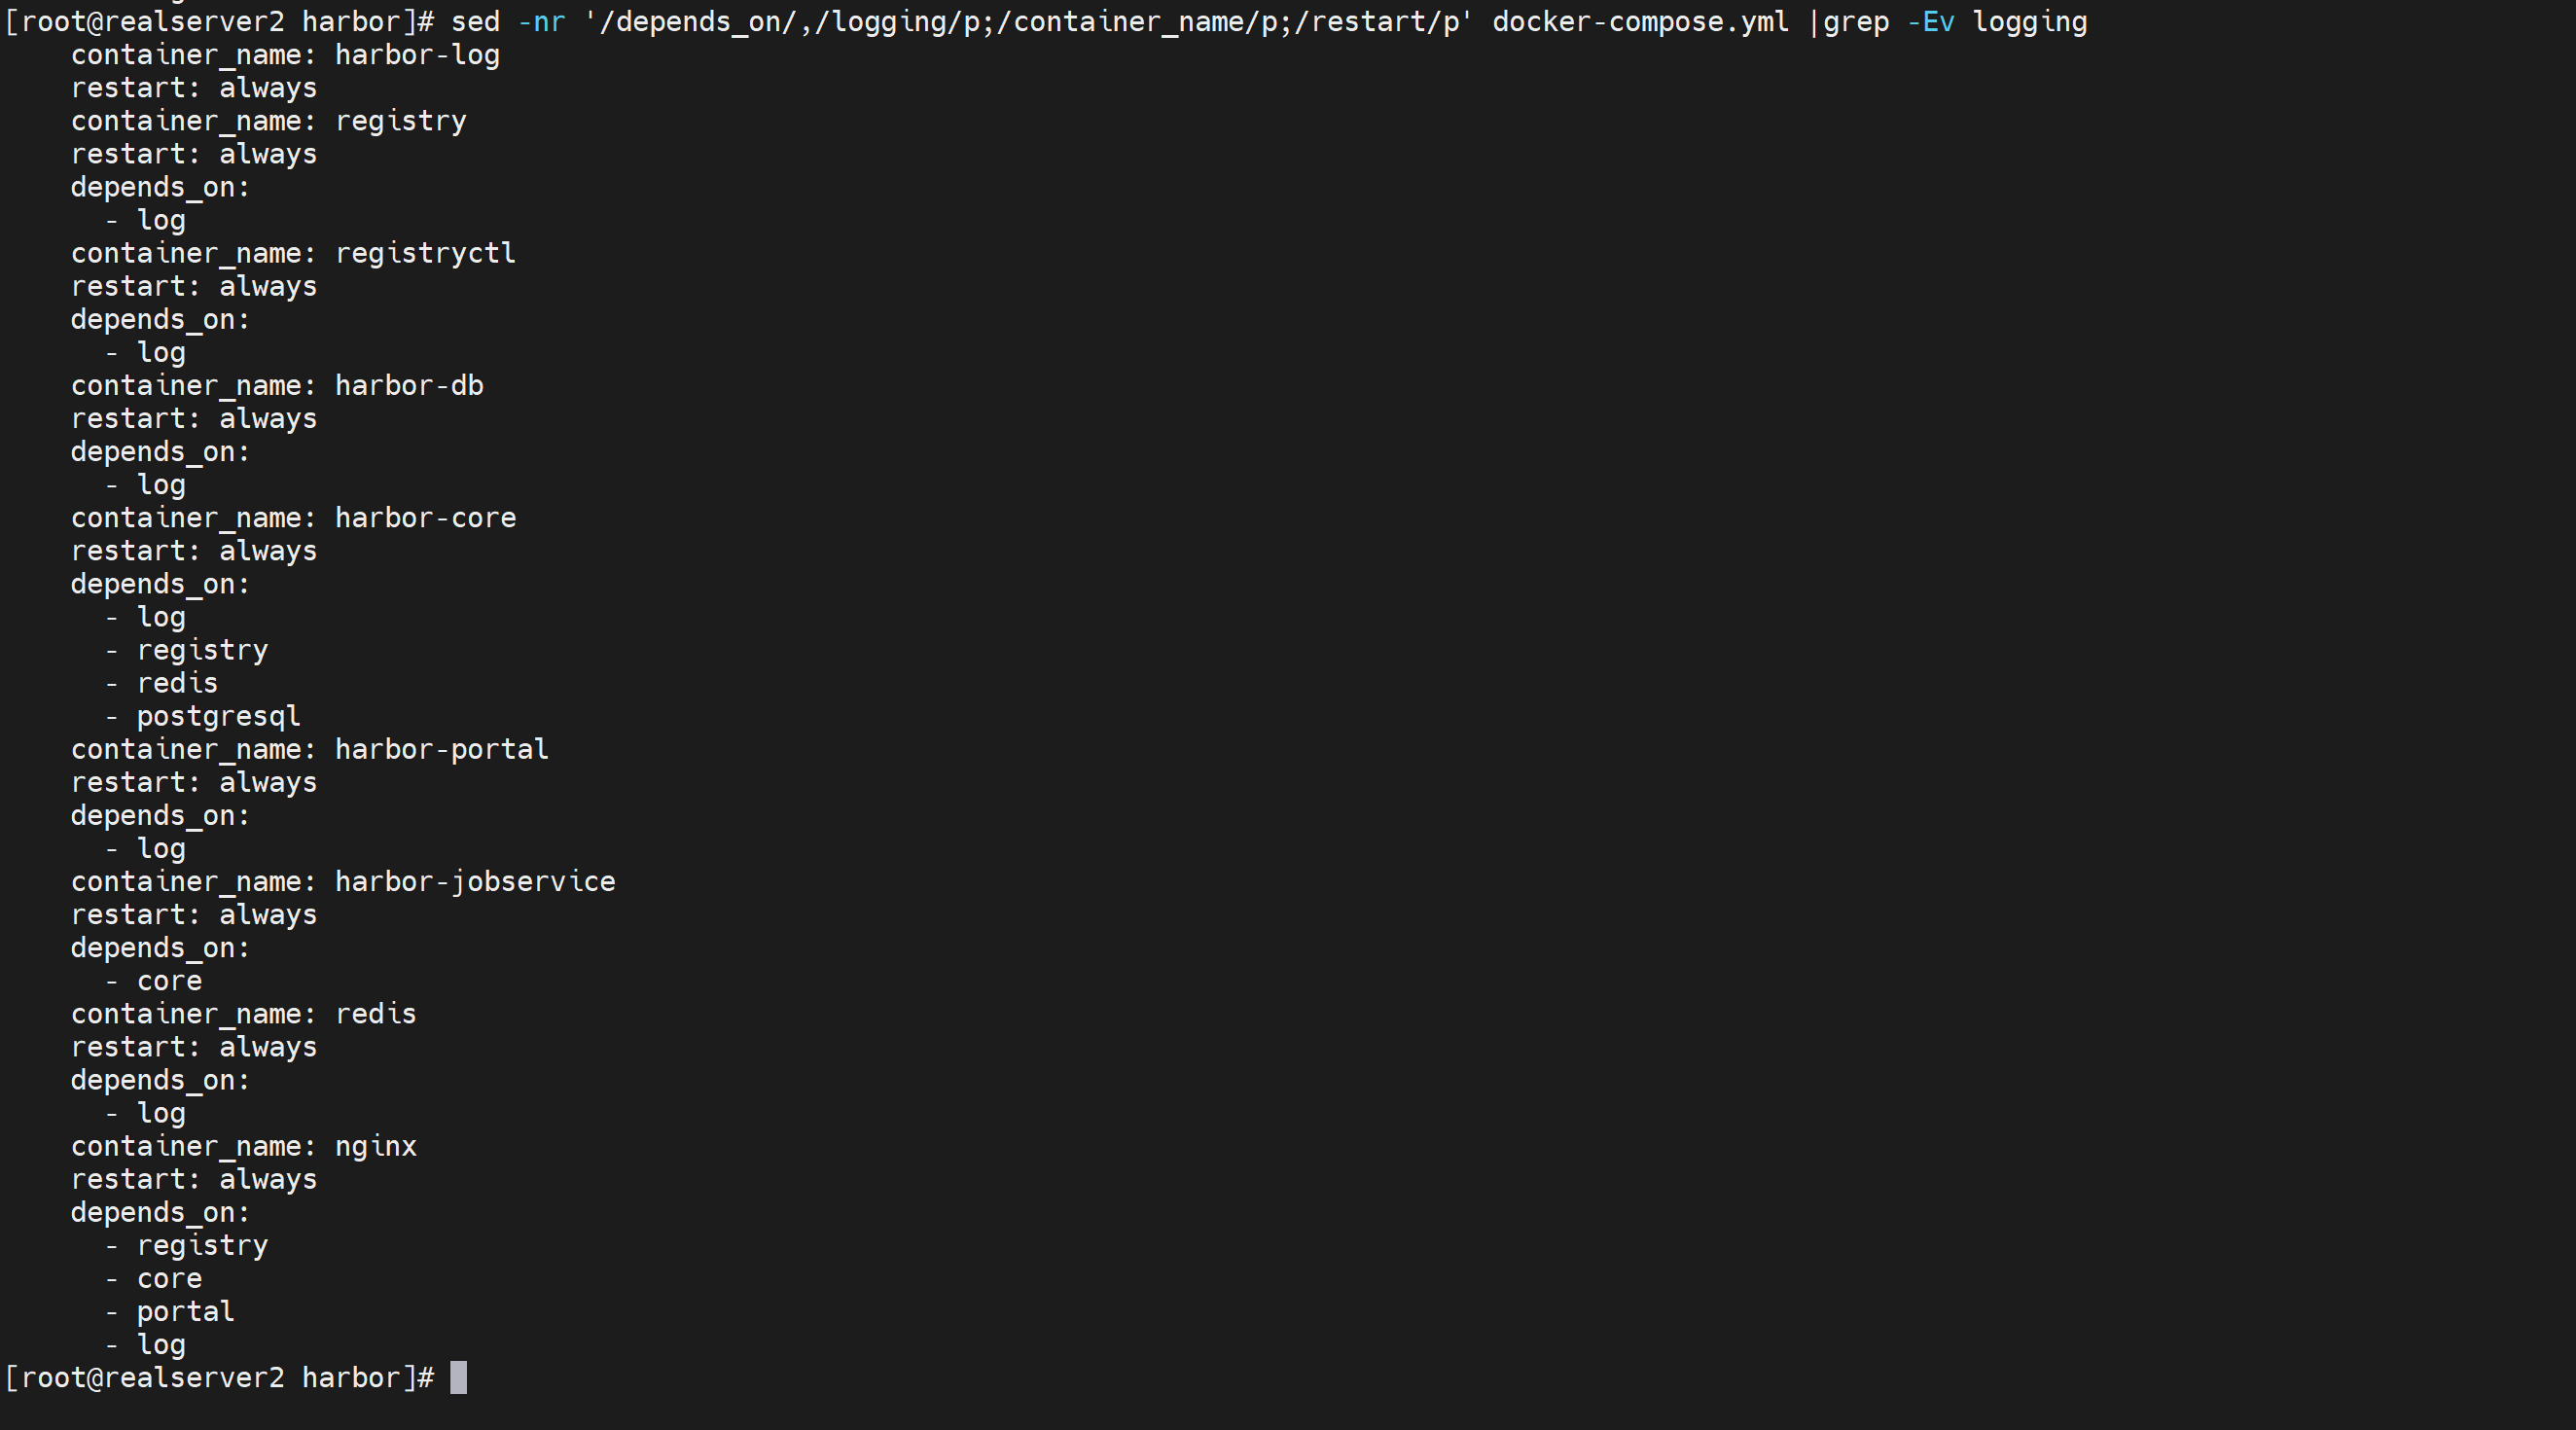 [root@realserver2 harbor]# sed -nr '/depends_on/,/logging/p;/container_name/p;/restart/p' docker-compose.yml |grep -Ev logging
    container_name: harbor-log
    restart: always
    container_name: registry
    restart: always
    depends_on:
      - log
    container_name: registryctl
    restart: always
    depends_on:
      - log
    container_name: harbor-db
    restart: always
    depends_on:
      - log
    container_name: harbor-core
    restart: always
    depends_on:
      - log
      - registry
      - redis
      - postgresql
    container_name: harbor-portal
    restart: always
    depends_on:
      - log
    container_name: harbor-jobservice
    restart: always
    depends_on:
      - core
    container_name: redis
    restart: always
    depends_on:
      - log
    container_name: nginx
    restart: always
    depends_on:
      - registry
      - core
      - portal
      - log
[root@realserver2 harbor]#